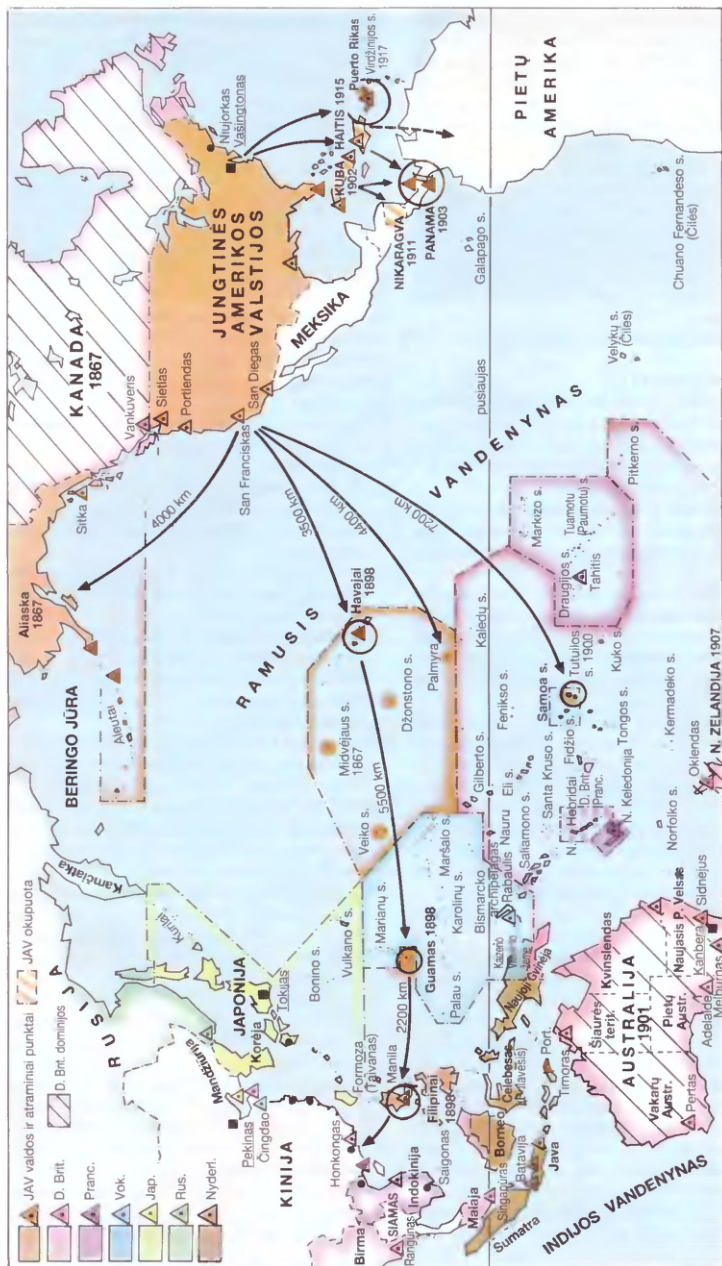 JAV valdos ir atraminiai punktai
JAV okupuota
D. Brit.
D. Brit. dominijos
Pranc.
Vok.
Jap.
Rus.
Nyderl.
RUSIJA
Kamčiatka
BERINGO JŪRA
Aliaska
1867
Aleutai
Sitka
4000 km
KANADA
1867
Vankuveris
Sietlas
Portlendas
San Franciskas
San Diegas
JUNGTINĖS
AMERIKOS
VALSTIJOS
Niujorkas
Vašingtonas
MEKSIKA
KUBA
1902
HAITIS 1915
Puerto Rikas
Virdžinijos s.
1917
NIKARAGVA
1911
PANAMA
1903
PIETŲ
AMERIKA
Galapago s.
pusiaujas
Chuano Fernandeso s.
(Čilės)
Velykų s.
(Čilės)
RAMUSIS
VANDENYNAS
3500 km
4400 km
7200 km
Havajai
1898
Midvėjaus s.
1867
Džonstono s.
Palmyra
Veiko s.
5500 km
Kurilai
Mandžiūrija
Korėja
JAPONIJA
Tokijas
Bonino s.
Vulkano s.
Pekinas
Čingdao
KINIJA
Honkongas
Formoza
(Taivanas)
Marianų s.
Guamas 1898
2200 km
Manila
Filipinai
1898
Maršalo s.
Karolinų s.
Palau s.
Birma
Rangūnas
SIAMAS
Indokinija
Saigonas
Malaja
Singapūras
Sumatra
Borneo
Batavija
Java
Celebesas
Timoras
Port.
Naujoji Gvinėja
Kazerio
Bismarcko
archipelagas
Rabaulis
Nauru
Gilberto s.
Eli s.
Saliamono s.
Santa Kruso s.
Fenikso s.
Kalėdų s.
Samoa s.
Tutuilos
s. 1900
Fidžio s.
N. Hebridai
D. Brit.
Pranc.
N. Kaledonija
Tongos s.
Kuko s.
Draugijos s.
Tahitis
Markizo s.
Tuamotu
(Paumotu) s.
Pitkerno s.
Norfolko s.
Kermadeko s.
Oklendas
N. ZELANDIJA 1907
AUSTRALIJA
1901
Šiaurės
terit.
Kvinslendas
Vakarų
Austr.
Pietų
Austr.
Naujasis P. Velsas
Pertas
Adelaidė
Kanbera
Sidnėjus
INDIJOS VANDENYNAS